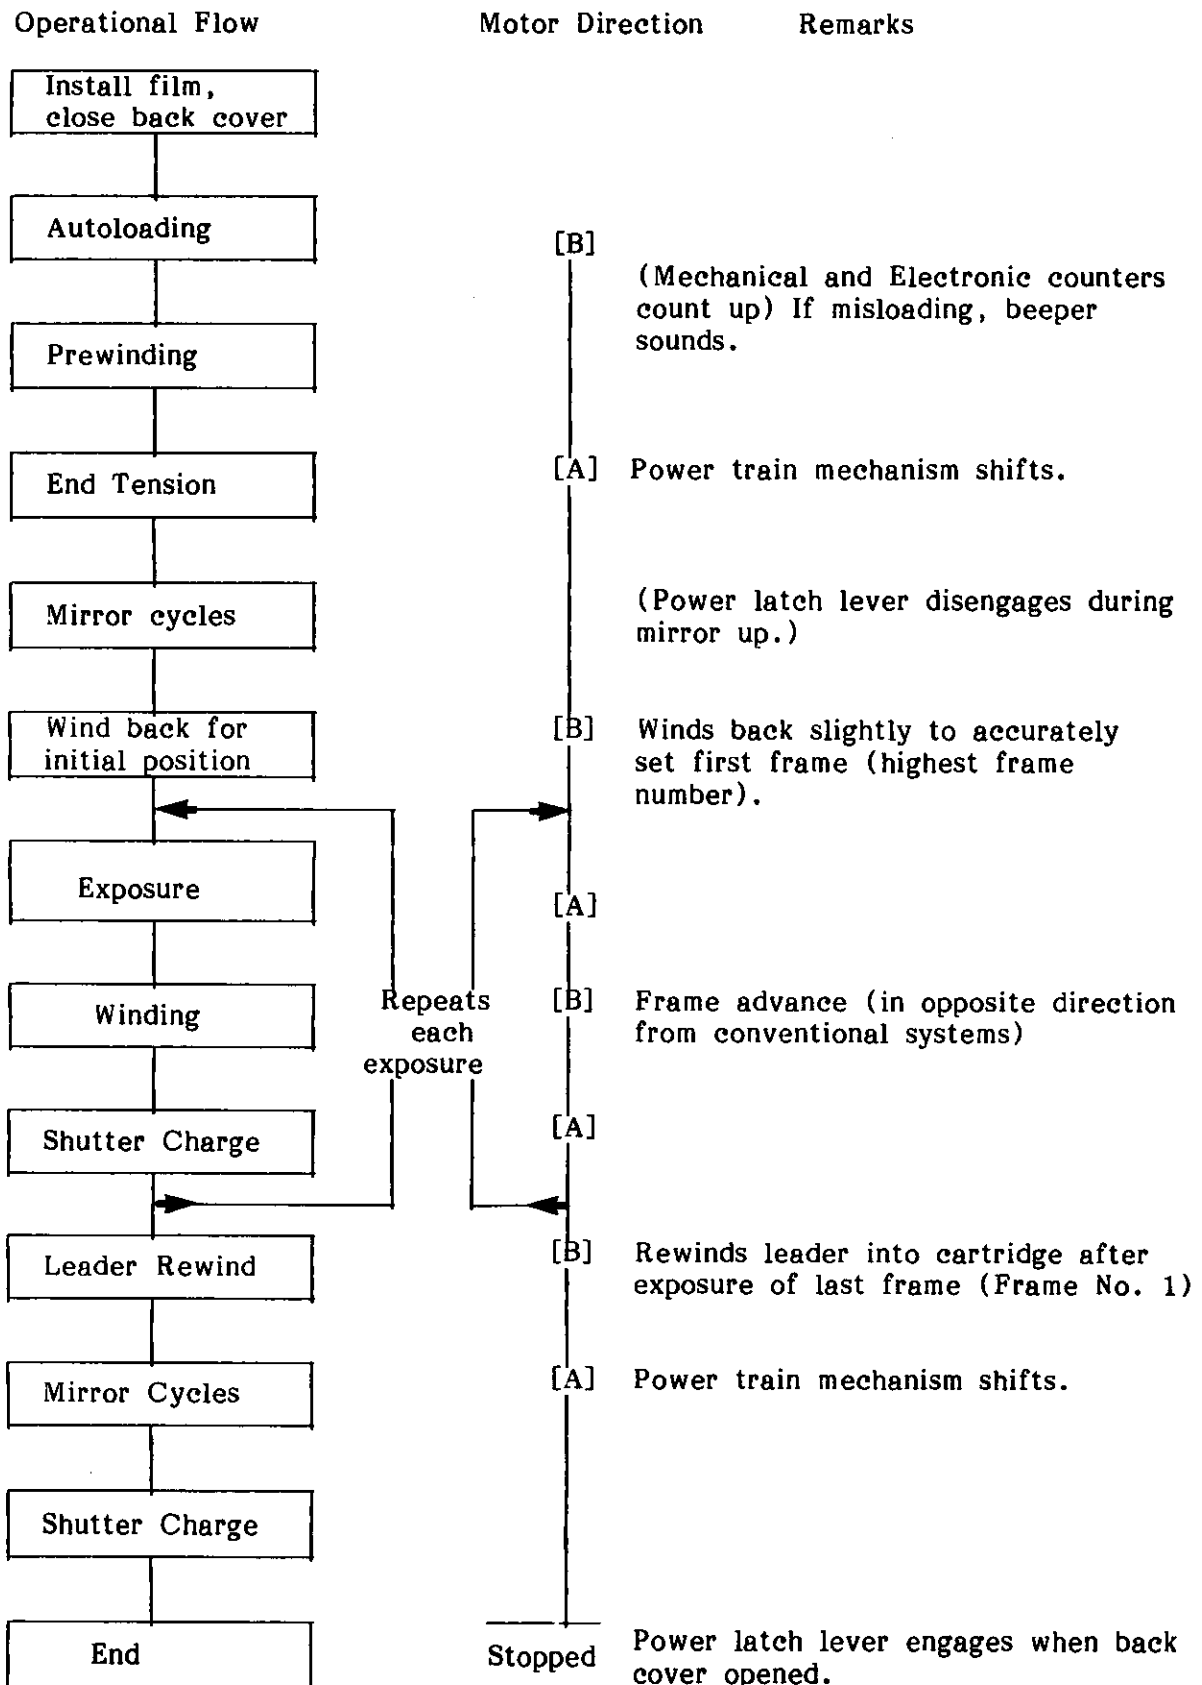 Operational Flow Motor Direction Remarks
Install film,
close back cover
Autoloading
[B]
(Mechanical and Electronic counters
count up) If misloading, beeper
sounds.
Prewinding
End Tension
[A] Power train mechanism shifts.
Mirror cycles
(Power latch lever disengages during
mirror up.)
Wind back for
initial position
[B] Winds back slightly to accurately
set first frame (highest frame
number).
Exposure
[A]
Winding
Repeats
each
exposure
[B] Frame advance (in opposite direction
from conventional systems)
Shutter Charge
[A]
Leader Rewind
[B] Rewinds leader into cartridge after
exposure of last frame (Frame No. 1)
Mirror Cycles
[A] Power train mechanism shifts.
Shutter Charge
End
Stopped
Power latch lever engages when back
cover opened.